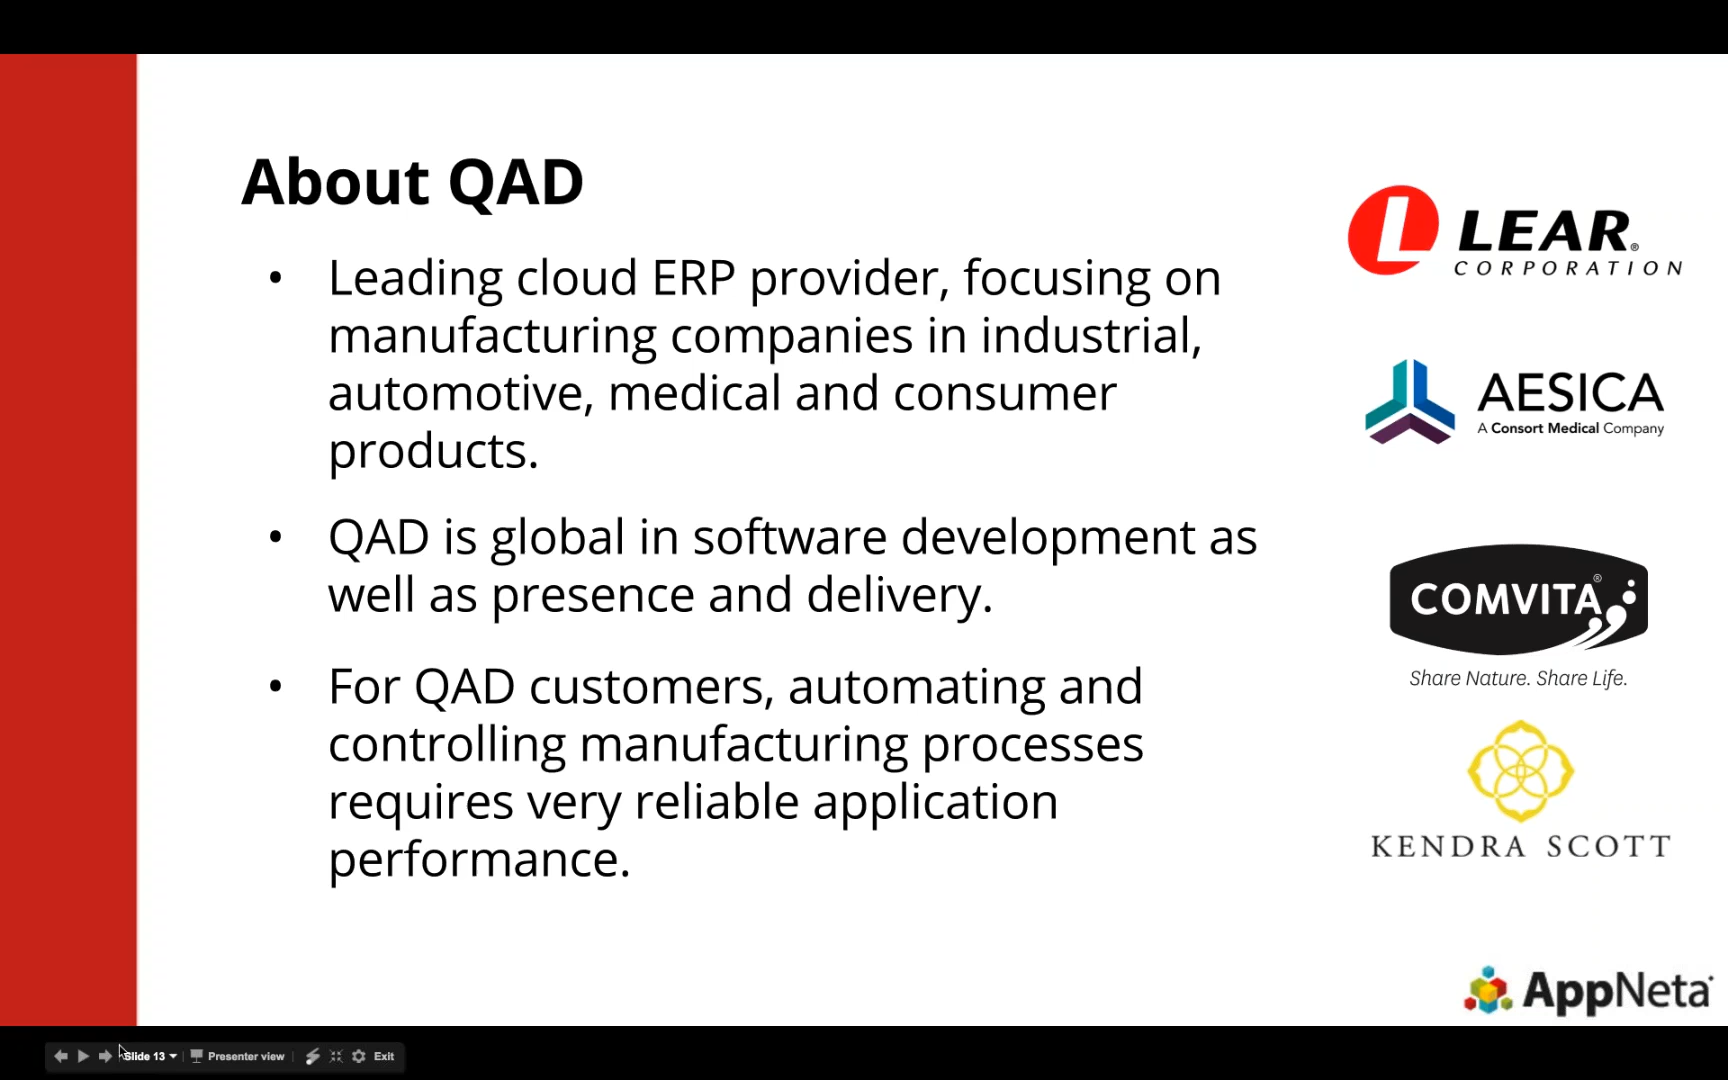 About QAD
• Leading cloud ERP provider, focusing on
manufacturing companies in industrial,
automotive, medical and consumer
products.
• QAD is global in software development as
well as presence and delivery.
• For QAD customers, automating and
controlling manufacturing processes
requires very reliable application
performance.
L LEAR®
CORPORATION
AESICA
A Consort Medical Company
COMVITA®
Share Nature. Share Life.
KENDRA SCOTT
AppNeta
Slide 13 Presenter view Exit